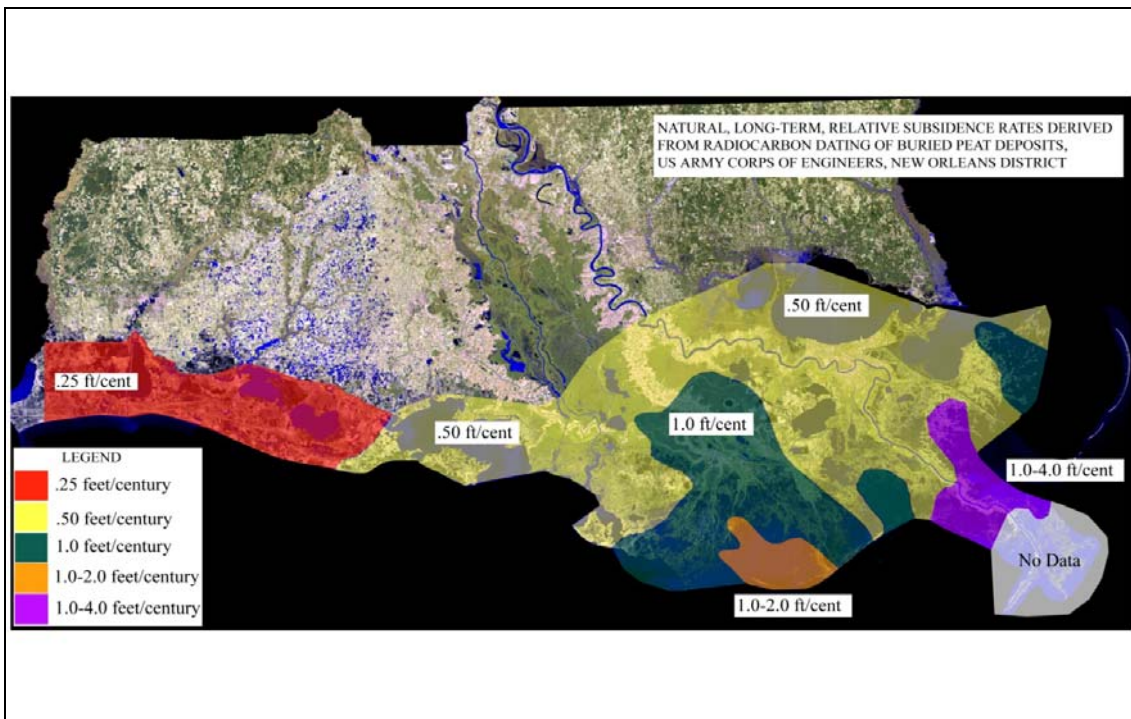 NATURAL, LONG-TERM, RELATIVE SUBSIDENCE RATES DERIVED
FROM RADIOCARBON DATING OF BURIED PEAT DEPOSITS,
US ARMY CORPS OF ENGINEERS, NEW ORLEANS DISTRICT
.50 ft/cent
.25 ft/cent
1.0 ft/cent
.50 ft/cent
1.0-4.0 ft/cent
No Data
1.0-2.0 ft/cent
LEGEND
.25 feet/century
.50 feet/century
1.0 feet/century
1.0-2.0 feet/century
1.0-4.0 feet/century